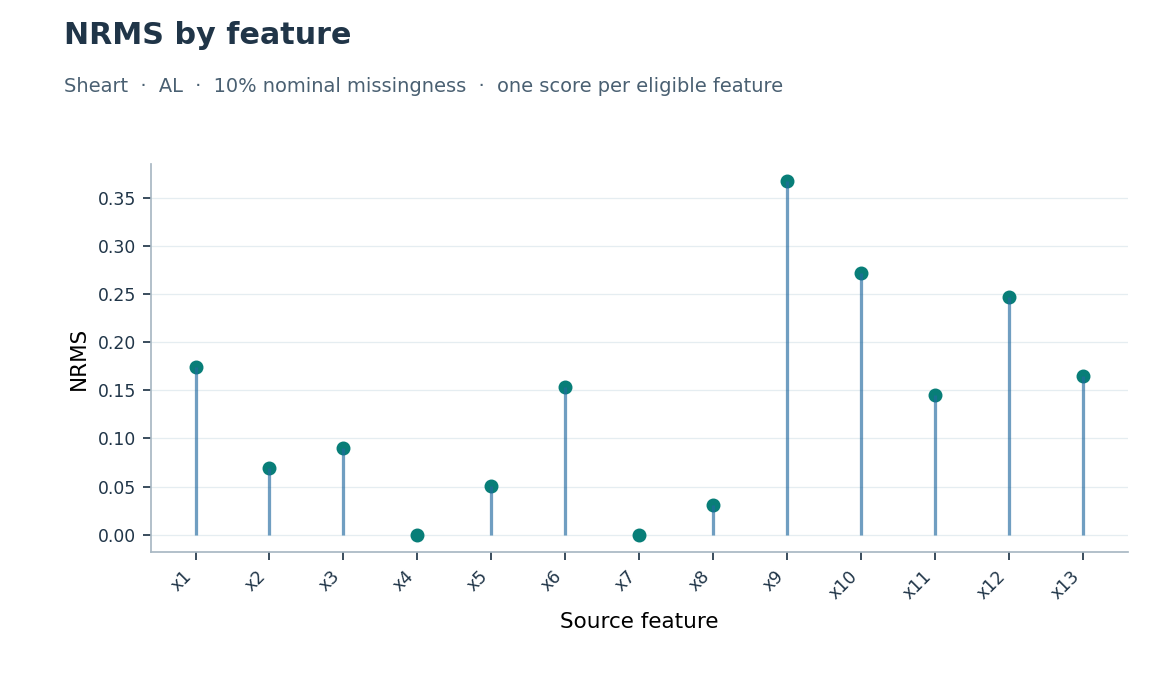 NRMS by feature
Sheart · AL · 10% nominal missingness · one score per eligible feature
NRMS
0.35
0.30
0.25
0.20
0.15
0.10
0.05
0.00
x1 x2 x3 x4 x5 x6 x7 x8 x9 x10 x11 x12 x13
Source feature